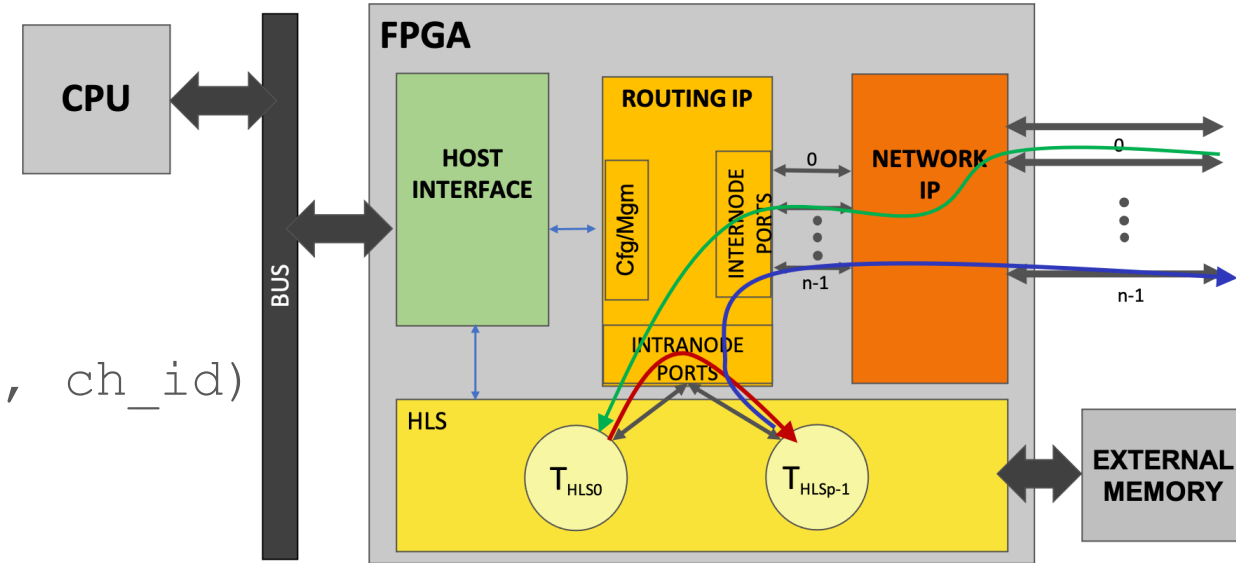 FPGA
CPU
BUS
HOST
INTERFACE
ROUTING IP
Cfg/Mgm
INTERNODE
PORTS
INTRANODE
PORTS
0
n-1
NETWORK
IP
0
n-1
, ch_id)
HLS
THLS0
THLSp-1
EXTERNAL
MEMORY